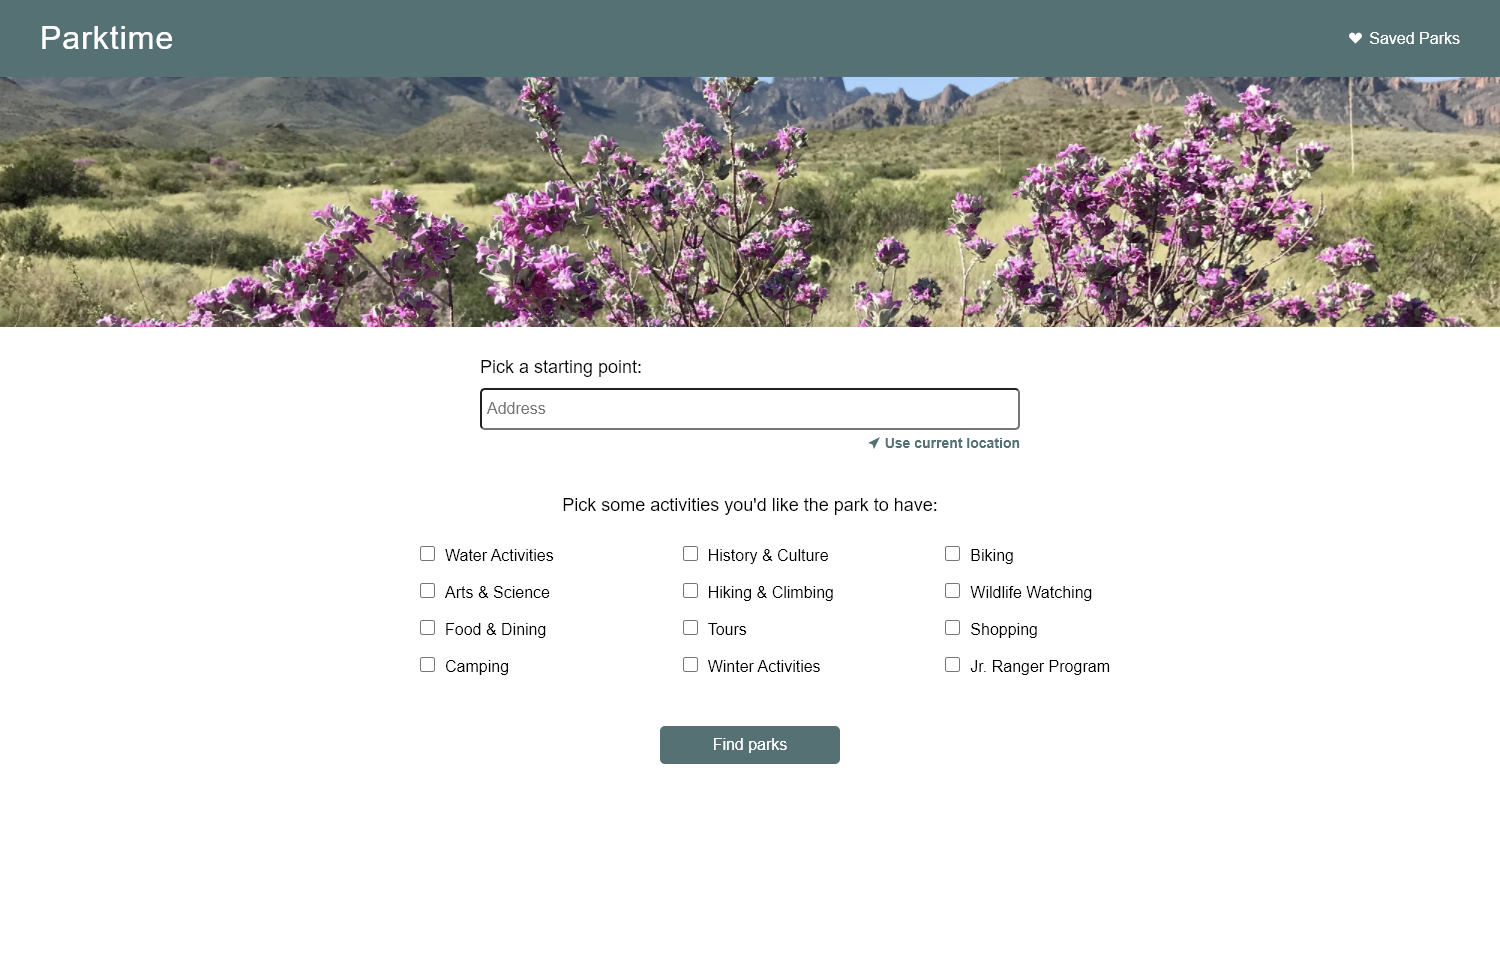 Parktime
Saved Parks
Pick a starting point:
Address
Use current location
Pick some activities you'd like the park to have:
Water Activities
History & Culture
Biking
Arts & Science
Hiking & Climbing
Wildlife Watching
Food & Dining
Tours
Shopping
Camping
Winter Activities
Jr. Ranger Program
Find parks